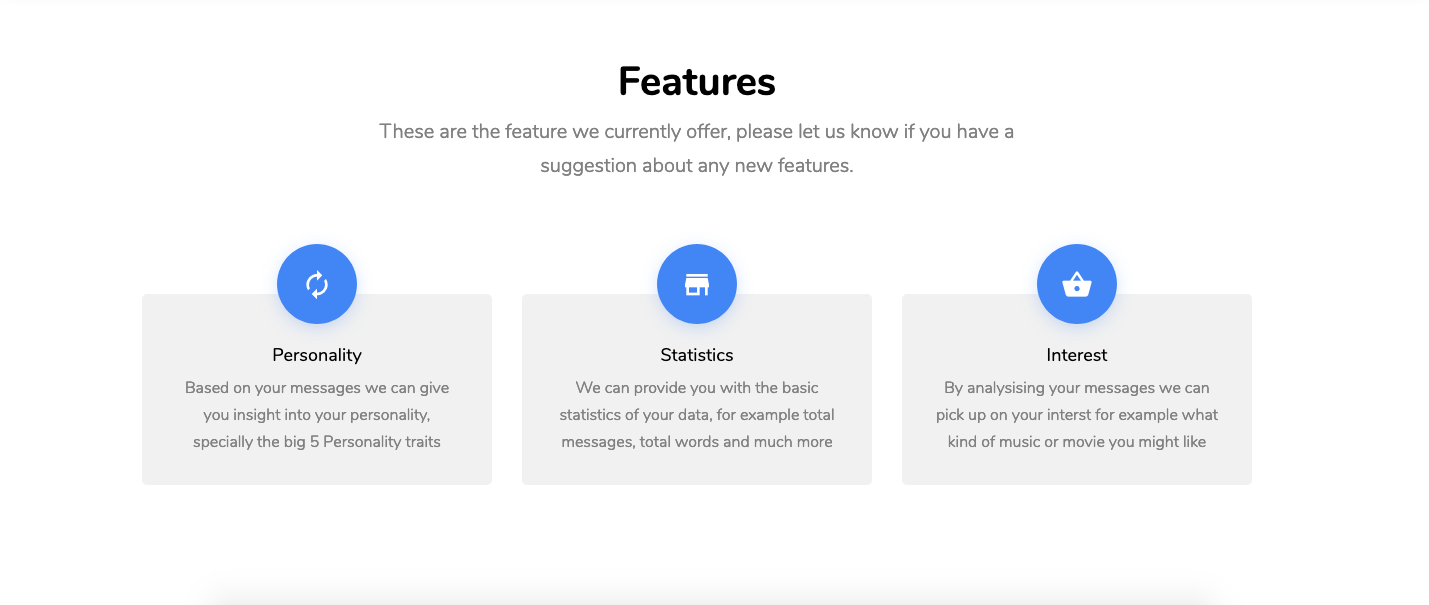 Features
These are the feature we currently offer, please let us know if you have a
suggestion about any new features.
Personality
Based on your messages we can give
you insight into your personality,
specially the big 5 Personality traits
Statistics
We can provide you with the basic
statistics of your data, for example total
messages, total words and much more
Interest
By analysising your messages we can
pick up on your interst for example what
kind of music or movie you might like